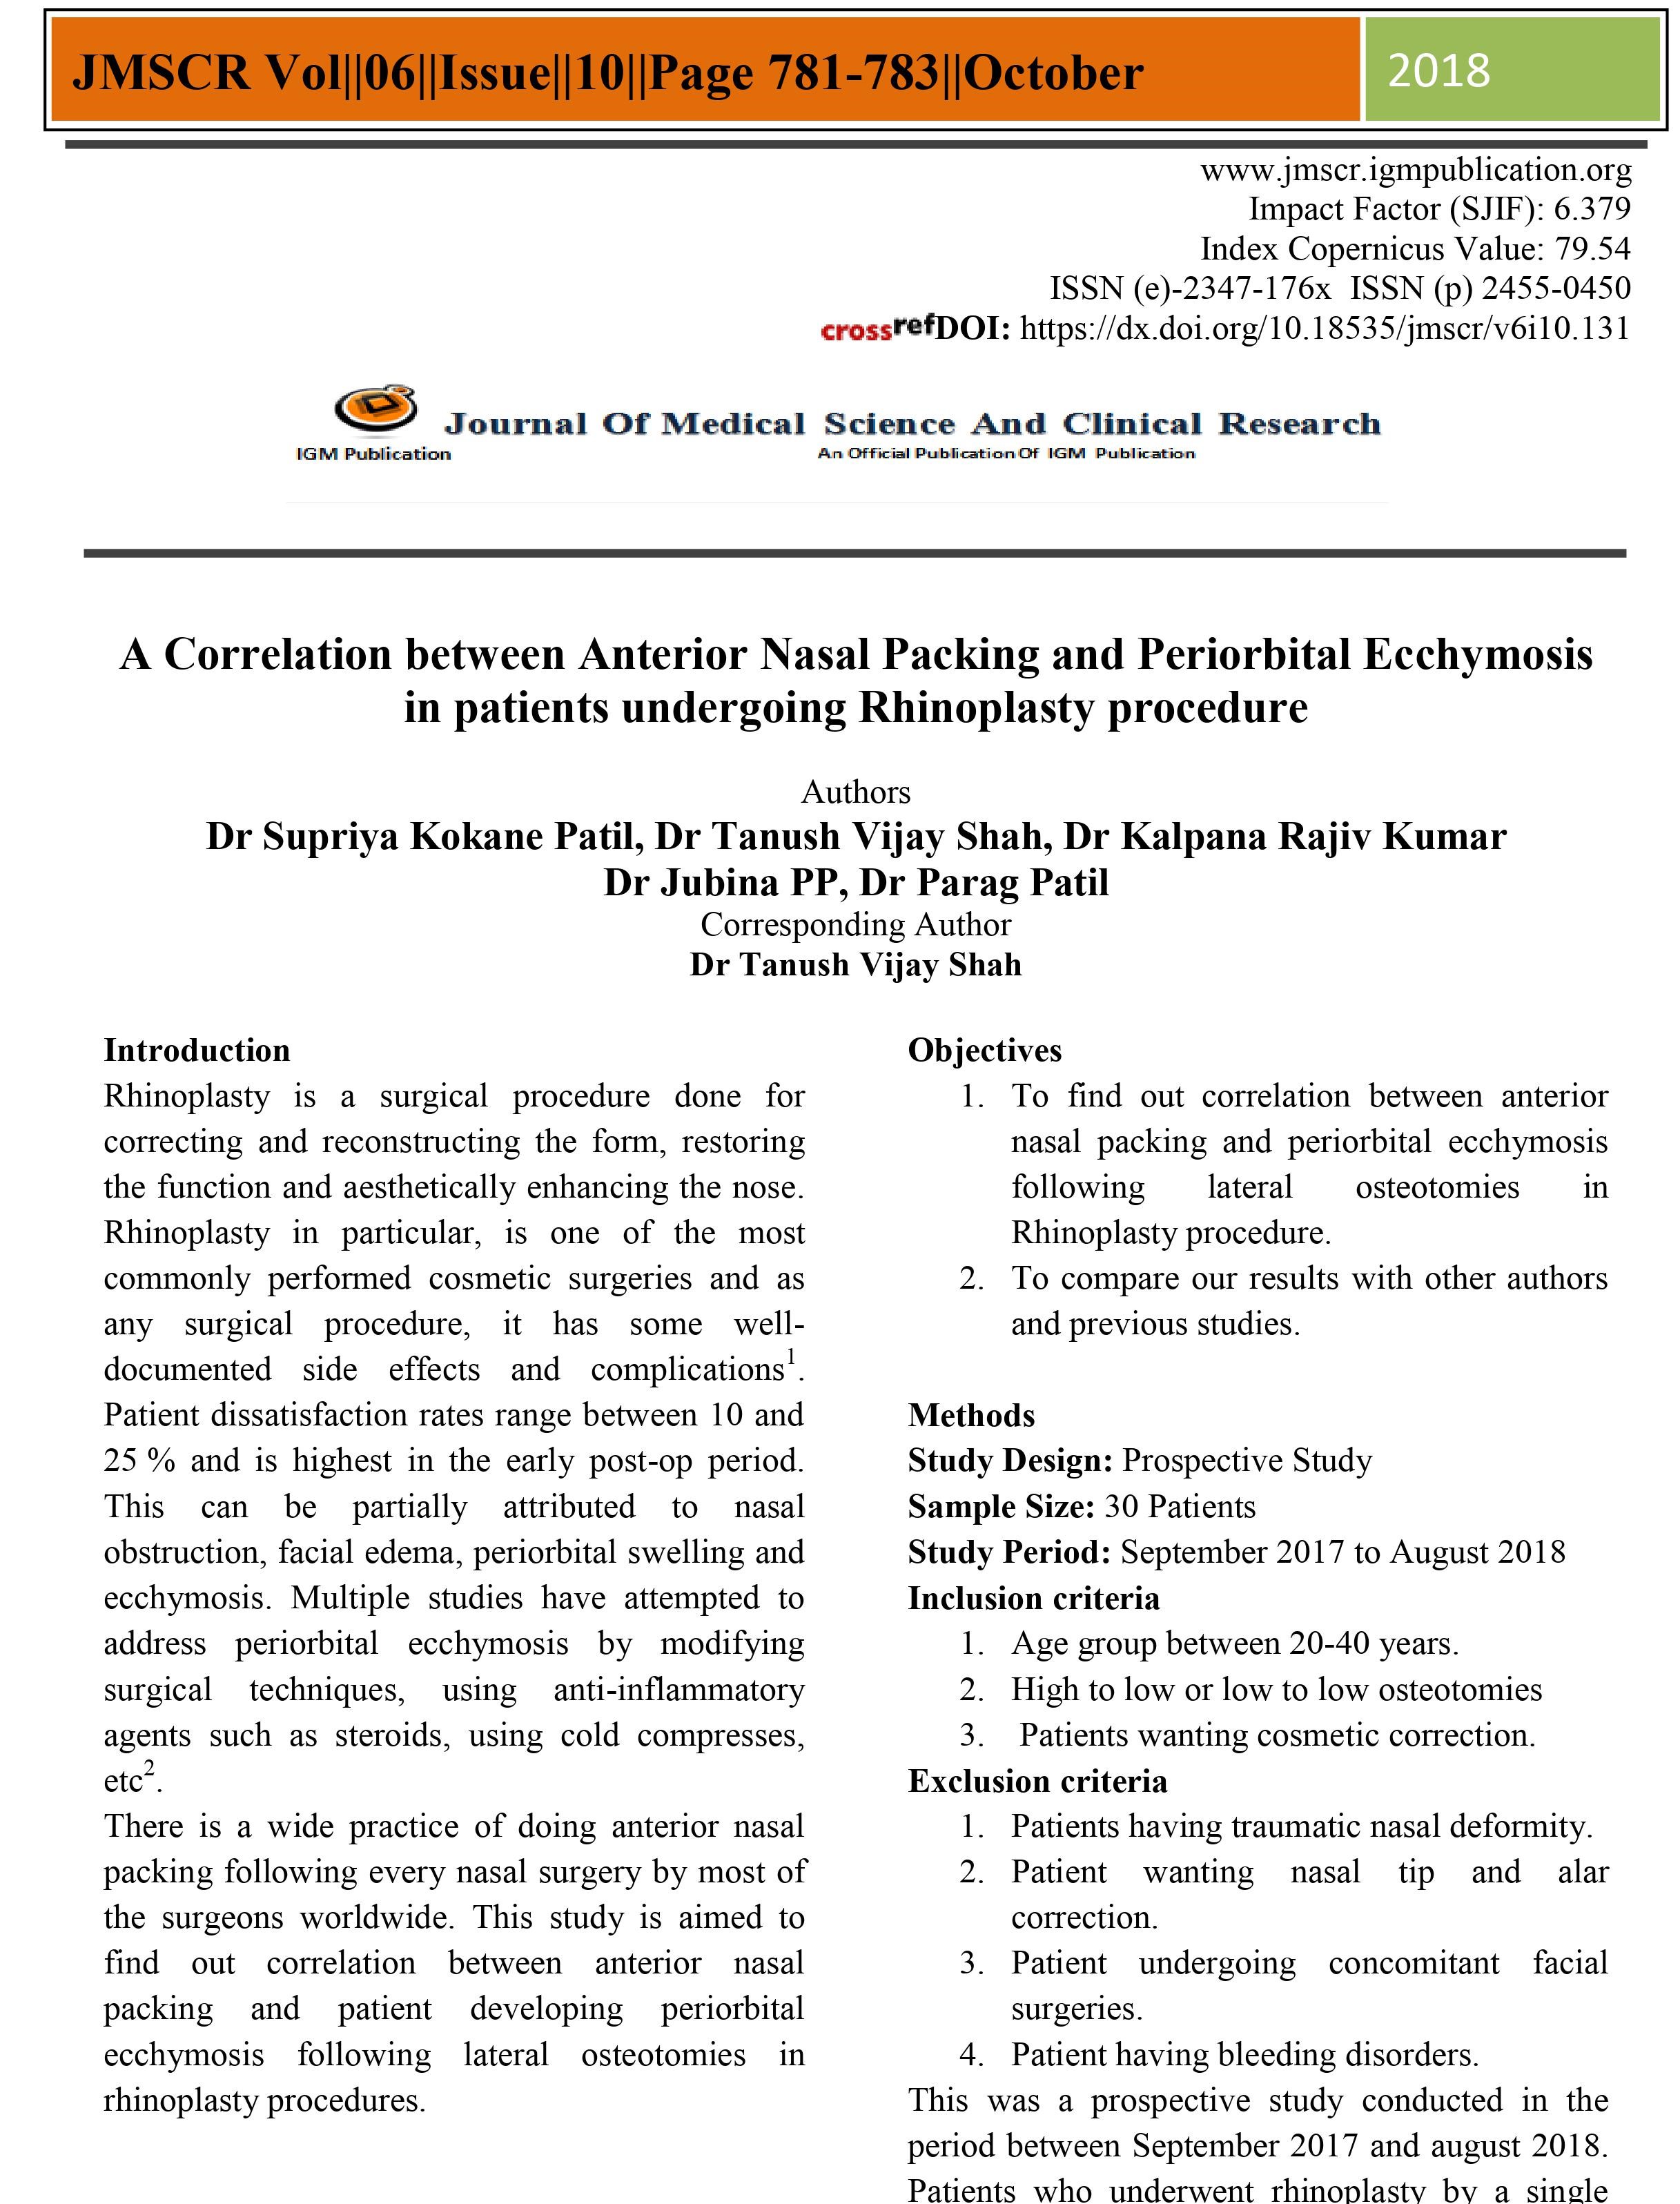 JMSCR Vol||06||Issue||10||Page 781-783||October
2018
www.jmscr.igmpublication.org
Impact Factor (SJIF): 6.379
Index Copernicus Value: 79.54
ISSN (e)-2347-176x ISSN (p) 2455-0450
crossrefDOI: https://dx.doi.org/10.18535/jmscr/v6i10.131
Journal Of Medical Science And Clinical Research
IGM Publication
An Official Publication Of IGM Publication
A Correlation between Anterior Nasal Packing and Periorbital Ecchymosis
in patients undergoing Rhinoplasty procedure
Authors
Dr Supriya Kokane Patil, Dr Tanush Vijay Shah, Dr Kalpana Rajiv Kumar
Dr Jubina PP, Dr Parag Patil
Corresponding Author
Dr Tanush Vijay Shah
Introduction
Rhinoplasty is a surgical procedure done for
correcting and reconstructing the form, restoring
the function and aesthetically enhancing the nose.
Rhinoplasty in particular, is one of the most
commonly performed cosmetic surgeries and as
any surgical procedure, it has some well-
documented side effects and complications¹.
Patient dissatisfaction rates range between 10 and
25 % and is highest in the early post-op period.
This can be partially attributed to nasal
obstruction, facial edema, periorbital swelling and
ecchymosis. Multiple studies have attempted to
address periorbital ecchymosis by modifying
surgical techniques, using anti-inflammatory
agents such as steroids, using cold compresses,
etc².
There is a wide practice of doing anterior nasal
packing following every nasal surgery by most of
the surgeons worldwide. This study is aimed to
find out correlation between anterior nasal
packing and patient developing periorbital
ecchymosis following lateral osteotomies in
rhinoplasty procedures.
Objectives
1. To find out correlation between anterior
nasal packing and periorbital ecchymosis
following lateral osteotomies in
Rhinoplasty procedure.
2. To compare our results with other authors
and previous studies.
Methods
Study Design: Prospective Study
Sample Size: 30 Patients
Study Period: September 2017 to August 2018
Inclusion criteria
1. Age group between 20-40 years.
2. High to low or low to low osteotomies
3. Patients wanting cosmetic correction.
Exclusion criteria
1. Patients having traumatic nasal deformity.
2. Patient wanting nasal tip and alar
correction.
3. Patient undergoing concomitant facial
surgeries.
4. Patient having bleeding disorders.
This was a prospective study conducted in the
period between September 2017 and august 2018.
Patients who underwent rhinoplasty by a single